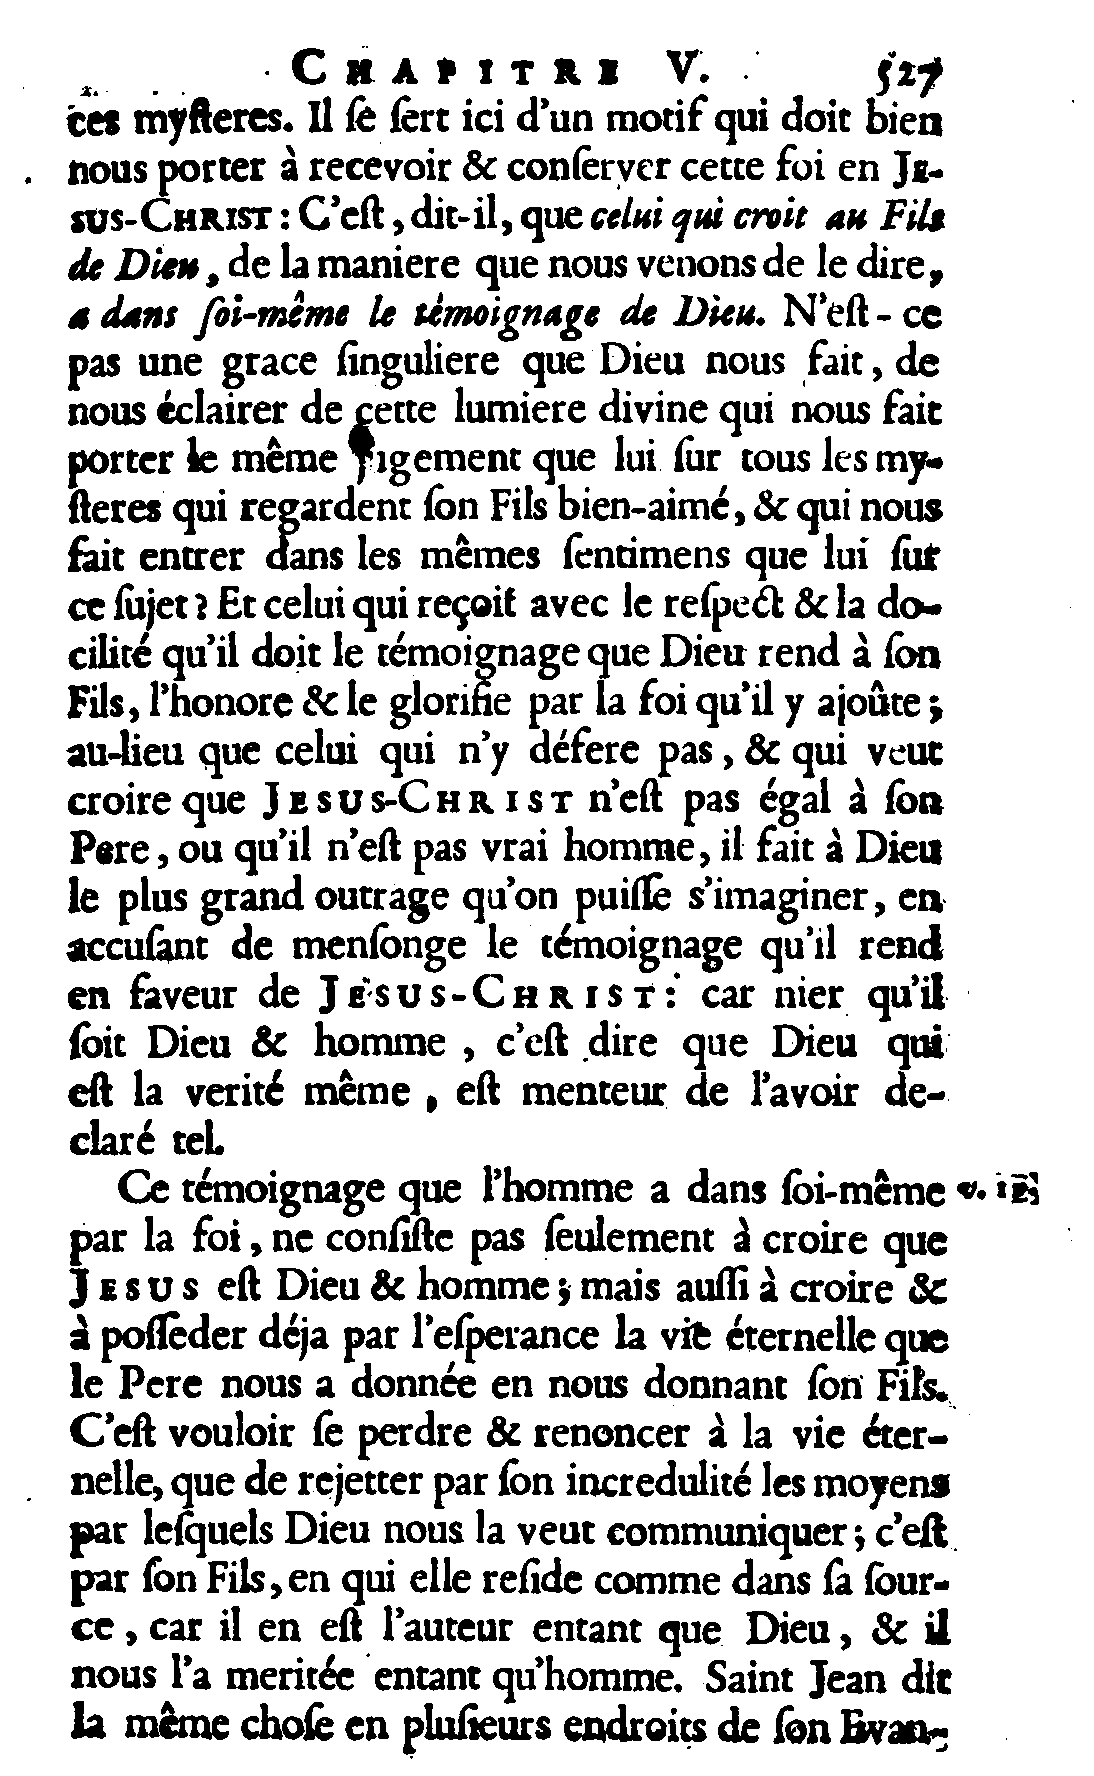 CHAPITRE V. 527
ces myſteres. Il ſe ſert ici d'un motif qui doit bien
nous porter à recevoir & conſerver cette foi en JE-
SUS-CHRIST : C'eſt, dit-il, que celui qui croit au Fils
de Dieu, de la maniere que nous venons de le dire,
a dans ſoi-même le témoignage de Dieu. N'eſt-ce
pas une grace ſinguliere que Dieu nous fait, de
nous éclairer de cette lumiere divine qui nous fait
porter le même jugement que lui ſur tous les my-
ſteres qui regardent ſon Fils bien-aimé, & qui nous
fait entrer dans les mêmes ſentimens que lui ſur
ce ſujet? Et celui qui reçoit avec le reſpect & la do-
cilité qu'il doit le témoignage que Dieu rend à ſon
Fils, l'honore & le glorifie par la foi qu'il y ajoûte;
au-lieu que celui qui n'y défere pas, & qui veut
croire que JESUS-CHRIST n'eſt pas égal à ſon
Pere, ou qu'il n'eſt pas vrai homme, il fait à Dieu
le plus grand outrage qu'on puiſſe s'imaginer, en
accuſant de menſonge le témoignage qu'il rend
en faveur de JESUS-CHRIST: car nier qu'il
ſoit Dieu & homme, c'eſt dire que Dieu qui
eſt la verité même, eſt menteur de l'avoir de-
claré tel.
Ce témoignage que l'homme a dans ſoi-même v. 12.
par la foi, ne conſiſte pas ſeulement à croire que
JESUS eſt Dieu & homme; mais auſſi à croire &
à poſſeder déja par l'eſperance la vie éternelle que
le Pere nous a donnée en nous donnant ſon Fils.
C'eſt vouloir ſe perdre & renoncer à la vie éter-
nelle, que de rejetter par ſon incredulité les moyens
par leſquels Dieu nous la veut communiquer; c'eſt
par ſon Fils, en qui elle reſide comme dans ſa ſour-
ce, car il en eſt l'auteur entant que Dieu, & il
nous l'a meritée entant qu'homme. Saint Jean dit
la même choſe en pluſieurs endroits de ſon Evan-